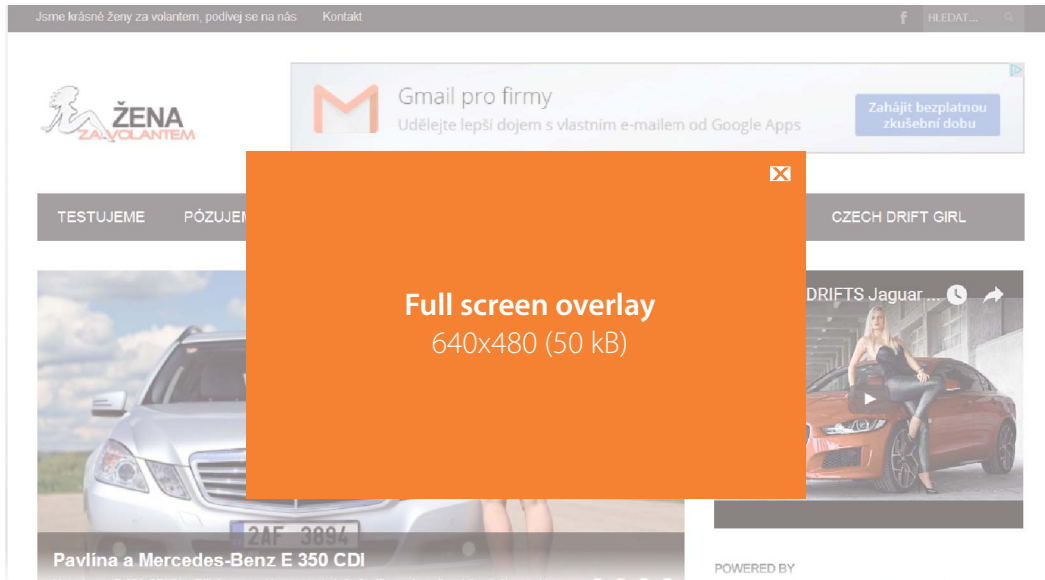 Jsme krásné ženy za volantem, podívej se na nás Kontakt
HLEDAT...
ŽENA
ZA VOLANTEM
Gmail pro firmy
Udělejte lepší dojem s vlastním e-mailem od Google Apps
Zahájit bezplatnou
zkušební dobu
TESTUJEME PÓZUJEM
CZECH DRIFT GIRL
Full screen overlay
640x480 (50 kB)
DRIFTS Jaguar ...
2AF 3894
Pavlína a Mercedes-Benz E 350 CDI
POWERED BY